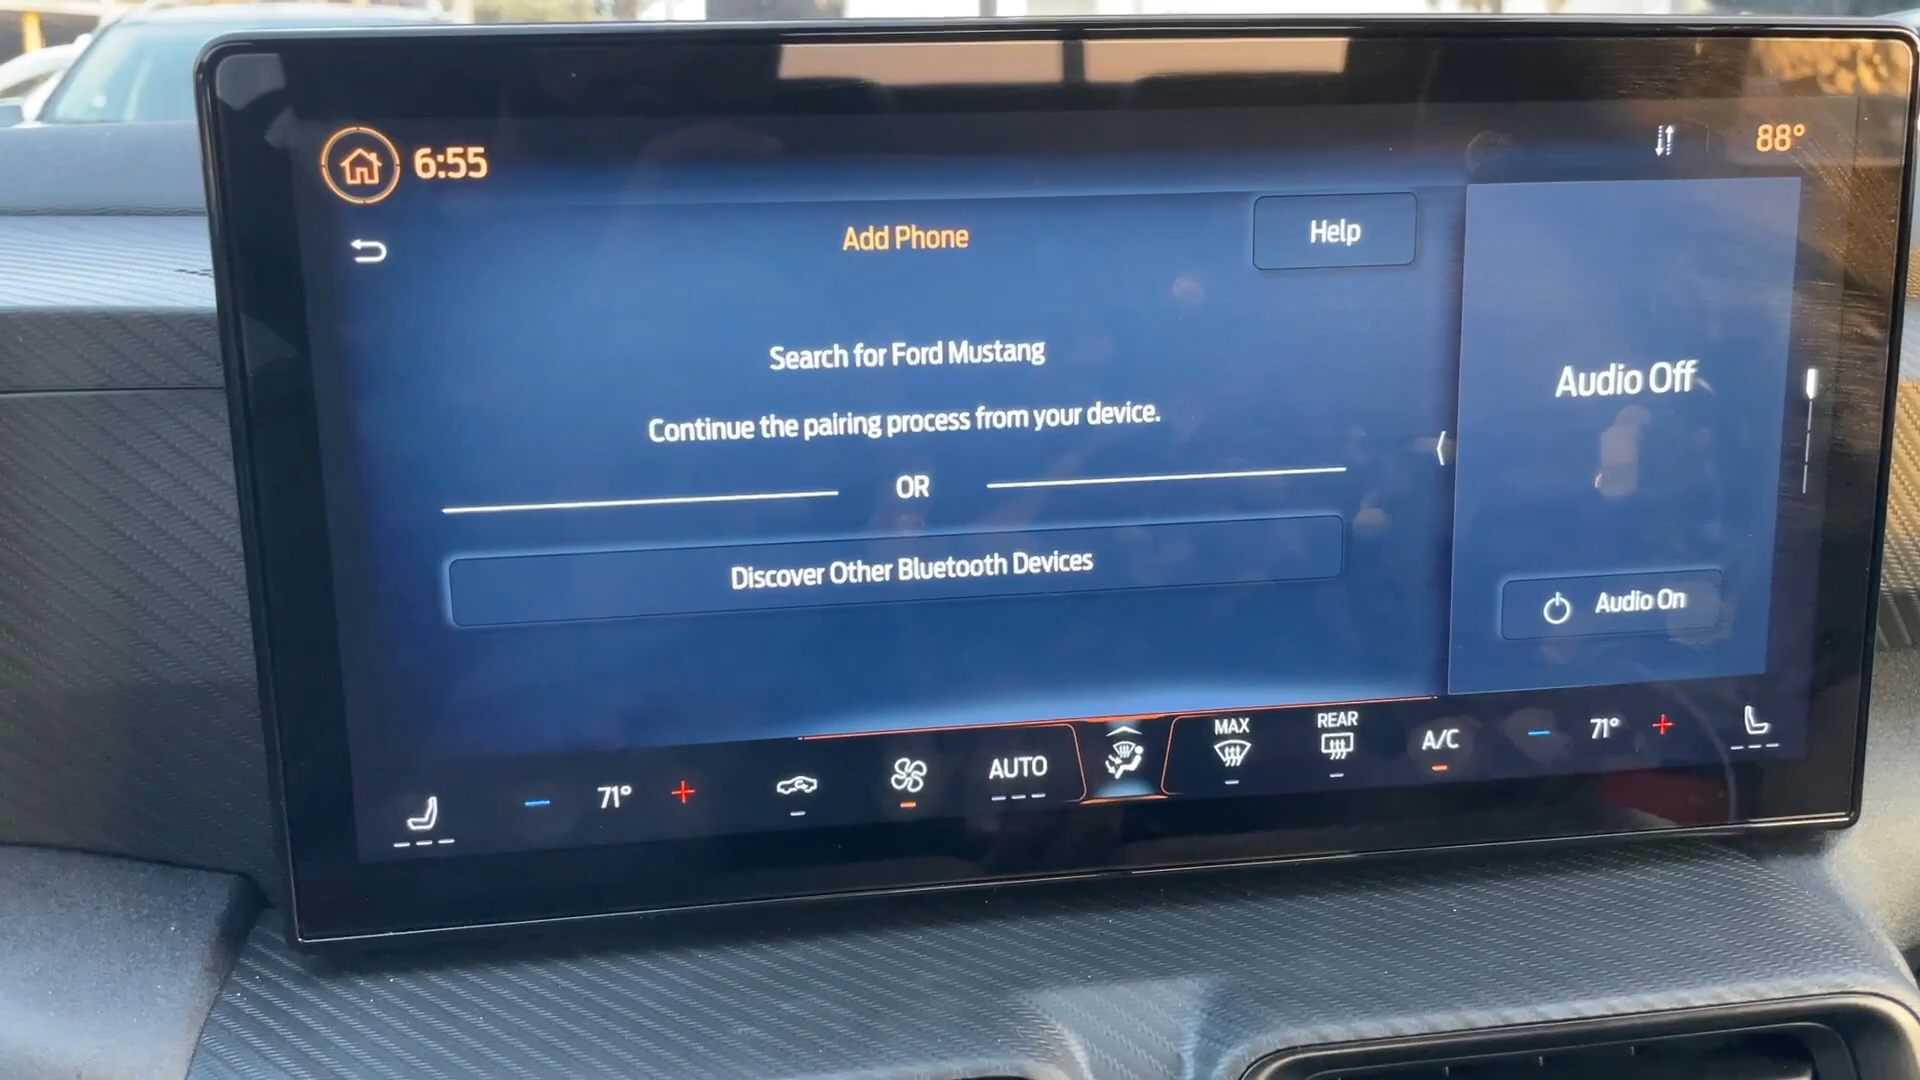 6:55
88°
Add Phone
Help
Search for Ford Mustang
Continue the pairing process from your device.
OR
Discover Other Bluetooth Devices
Audio Off
Audio On
71°
AUTO
MAX
REAR
A/C
71°